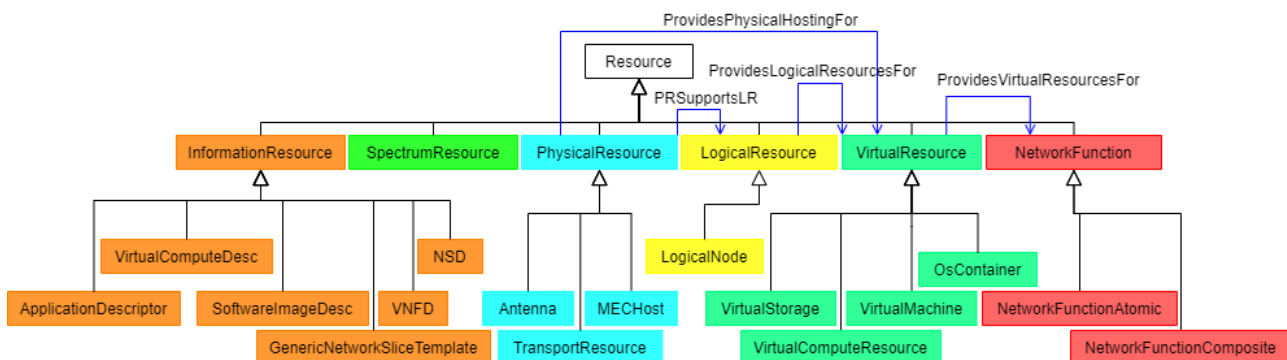 ProvidesPhysicalHostingFor
Resource
ProvidesLogicalResourcesFor
ProvidesVirtualResourcesFor
PRSupportsLR
InformationResource
SpectrumResource
PhysicalResource
LogicalResource
VirtualResource
NetworkFunction
VirtualComputeDesc
NSD
LogicalNode
OsContainer
ApplicationDescriptor
SoftwareImageDesc
VNFD
Antenna
MECHost
VirtualStorage
VirtualMachine
NetworkFunctionAtomic
GenericNetworkSliceTemplate
TransportResource
VirtualComputeResource
NetworkFunctionComposite